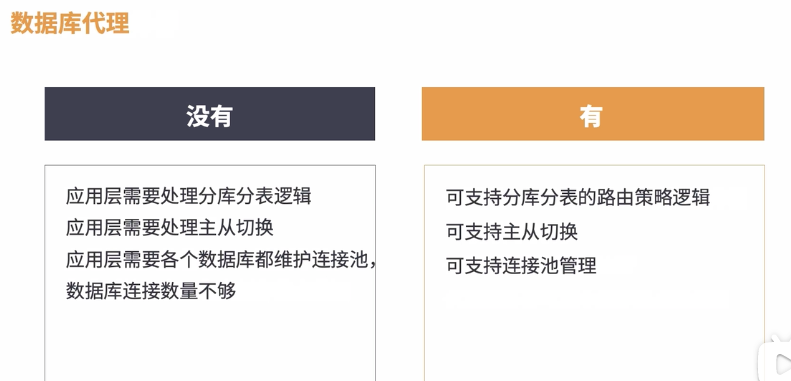 数据库代理
没有
应用层需要处理分库分表逻辑
应用层需要处理主从切换
应用层需要各个数据库都维护连接池，
数据库连接数量不够
有
可支持分库分表的路由策略逻辑
可支持主从切换
可支持连接池管理